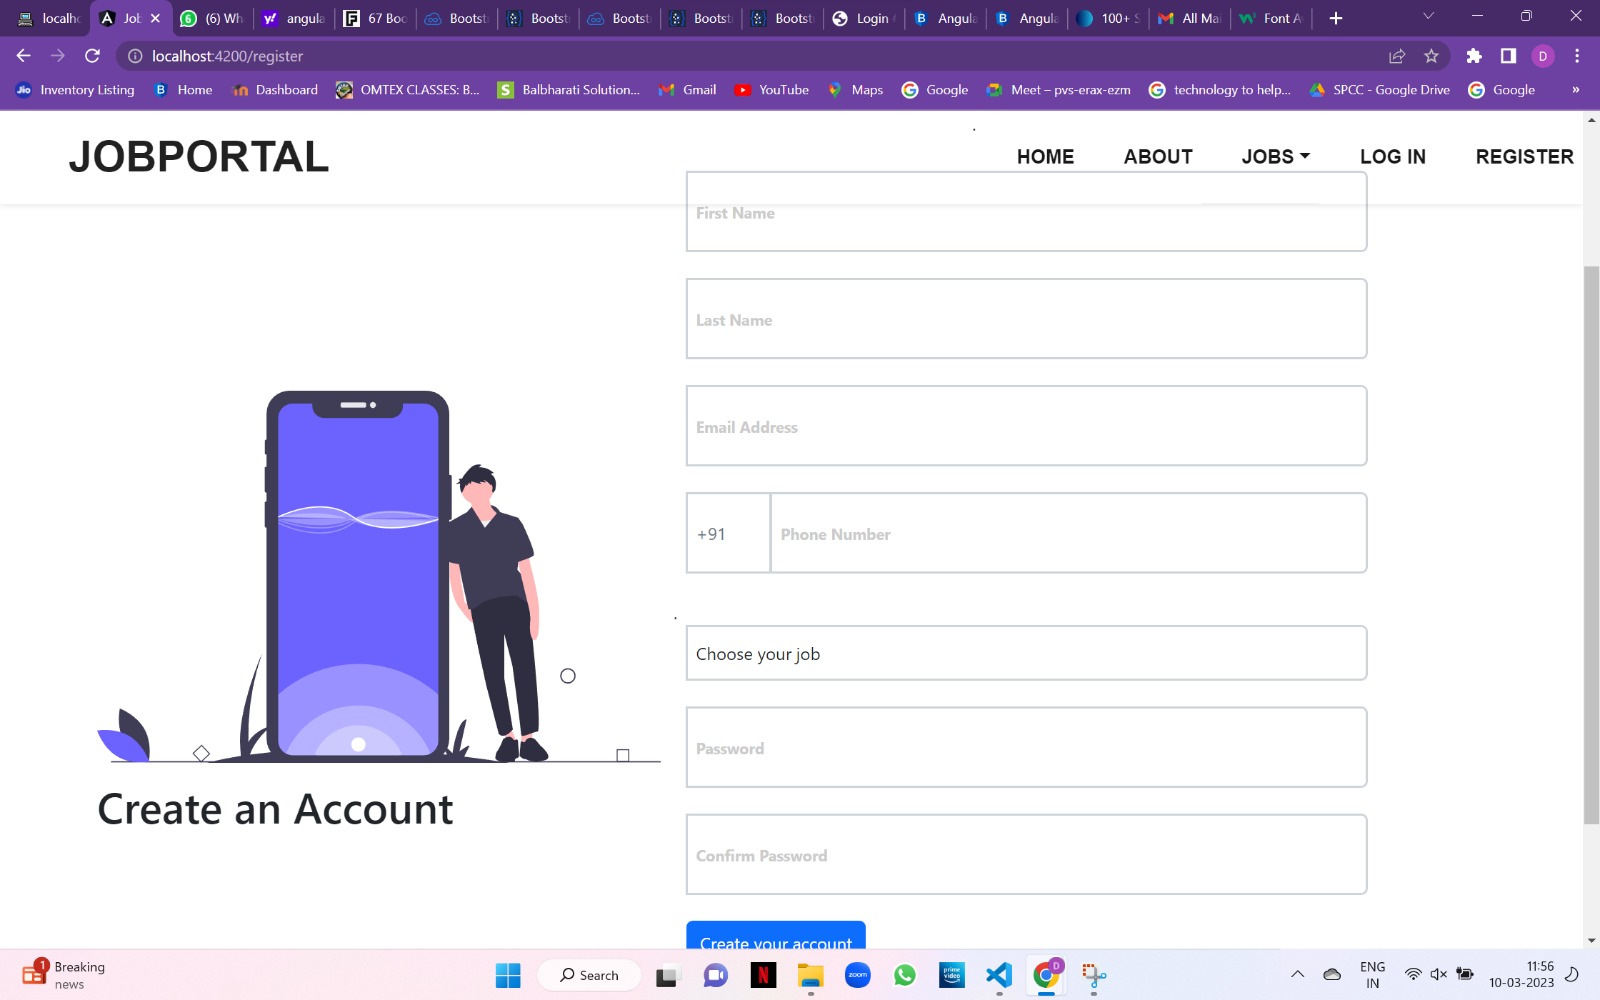 localhc
Job
(6) Wh
angula
67 Boo
Bootst
Bootst
Bootst
Bootst
Bootst
Login
Angula
Angula
100+ S
All Mai
Font A
localhost:4200/register
D
Inventory Listing
Home
Dashboard
OMTEX CLASSES: B...
Balbharati Solution...
Gmail
YouTube
Maps
Google
Meet – pvs-erax-ezm
technology to help...
SPCC - Google Drive
Google
»
JOBPORTAL
HOME
ABOUT
JOBS
LOG IN
REGISTER
First Name
Last Name
Email Address
+91
Phone Number
Choose your job
Password
Create an Account
Confirm Password
Create your account
1
Breaking
news
Search
zoom
prime
video
D
ENG
IN
11:56
10-03-2023